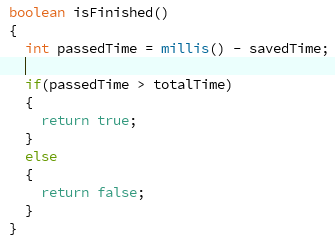 boolean isFinished()
{
  int passedTime = millis() - savedTime;
  if(passedTime > totalTime)
  {
    return true;
  }
  else
  {
    return false;
  }
}